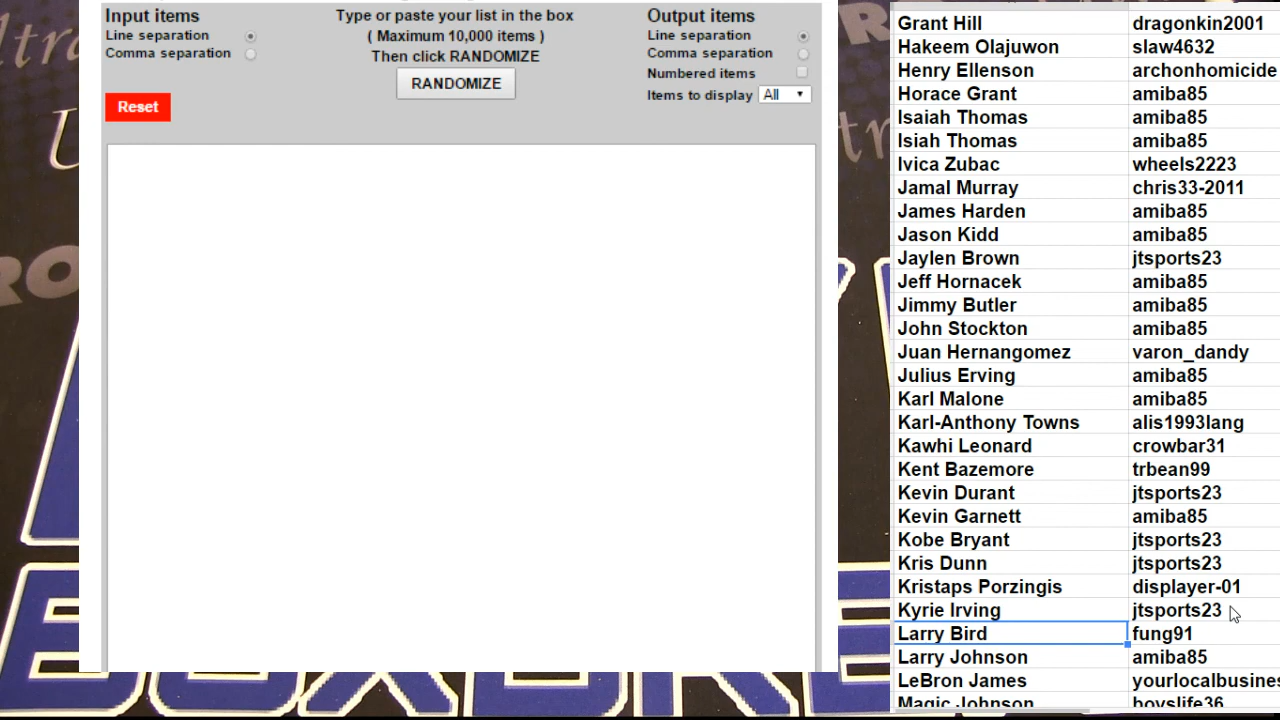 Input items
Line separation
Comma separation
Reset
Type or paste your list in the box
( Maximum 10,000 items )
Then click RANDOMIZE
RANDOMIZE
Output items
Line separation
Comma separation
Numbered items
Items to display All
Grant Hill dragonkin2001
Hakeem Olajuwon slaw4632
Henry Ellenson archonhomicide
Horace Grant amiba85
Isaiah Thomas amiba85
Isiah Thomas amiba85
Ivica Zubac wheels2223
Jamal Murray chris33-2011
James Harden amiba85
Jason Kidd amiba85
Jaylen Brown jtsports23
Jeff Hornacek amiba85
Jimmy Butler amiba85
John Stockton amiba85
Juan Hernangomez varon_dandy
Julius Erving amiba85
Karl Malone amiba85
Karl-Anthony Towns alis1993lang
Kawhi Leonard crowbar31
Kent Bazemore trbean99
Kevin Durant jtsports23
Kevin Garnett amiba85
Kobe Bryant jtsports23
Kris Dunn jtsports23
Kristaps Porzingis displayer-01
Kyrie Irving jtsports23
Larry Bird fung91
Larry Johnson amiba85
LeBron James yourlocalbusines
Magic Johnson boyslife36